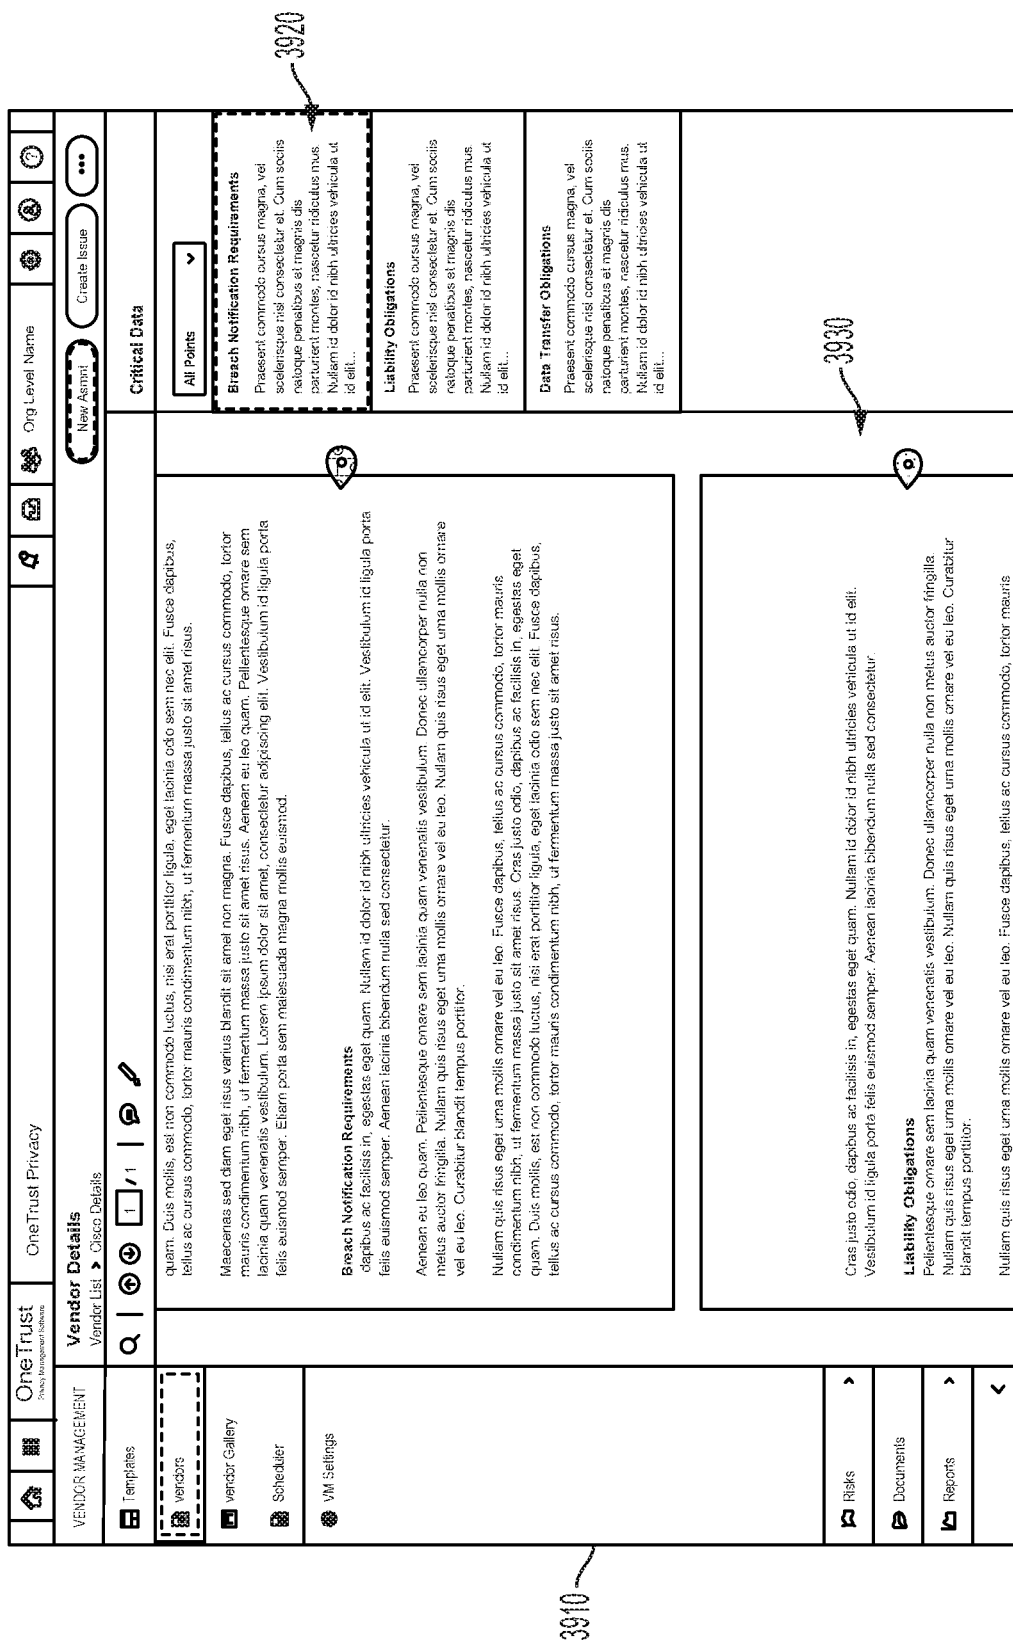 OneTrust
Privacy Management Software
OneTrust Privacy
Org Level Name
VENDOR MANAGEMENT
Templates
Vendors
vendor Gallery
Scheduler
VM Settings
Risks
Documents
Reports
Vendor Details
Vendor List > Cisco Details
New Asmnt
Create Issue
1 / 1
quam. Duis mollis, est non commodo luctus, nisi erat porttitor ligula, eget lacinia odio sem nec elit. Fusce dapibus,
tellus ac cursus commodo, tortor mauris condimentum nibh, ut fermentum massa justo sit amet risus.
Maecenas sed diam eget risus varius blandit sit amet non magna. Fusce dapibus, tellus ac cursus commodo, tortor
mauris condimentum nibh, ut fermentum massa justo sit amet risus. Aenean eu leo quam. Pellentesque ornare sem
lacinia quam venenatis vestibulum. Lorem ipsum dolor sit amet, consectetur adipiscing elit. Vestibulum id ligula porta
felis euismod semper. Etiam porta sem malesuada magna mollis euismod.
Breach Notification Requirements
dapibus ac facilisis in, egestas eget quam. Nullam id dolor id nibh ultricies vehicula ut id elit. Vestibulum id ligula porta
felis euismod semper. Aenean lacinia bibendum nulla sed consectetur.
Aenean eu leo quam. Pellentesque ornare sem lacinia quam venenatis vestibulum. Donec ullamcorper nulla non
metus auctor fringilla. Nullam quis risus eget urna mollis ornare vel eu leo. Nullam quis risus eget urna mollis ornare
vel eu leo. Curabitur blandit tempus porttitor.
Nullam quis risus eget urna mollis ornare vel eu leo. Fusce dapibus, tellus ac cursus commodo, tortor mauris
condimentum nibh, ut fermentum massa justo sit amet risus. Cras justo odio, dapibus ac facilisis in, egestas eget
quam. Duis mollis, est non commodo luctus, nisi erat porttitor ligula, eget lacinia odio sem nec elit. Fusce dapibus,
tellus ac cursus commodo, tortor mauris condimentum nibh, ut fermentum massa justo sit amet risus.
Cras justo odio, dapibus ac facilisis in, egestas eget quam. Nullam id dolor id nibh ultricies vehicula ut id elit.
Vestibulum id ligula porta felis euismod semper. Aenean lacinia bibendum nulla sed consectetur.
Liability Obligations
Pellentesque ornare sem lacinia quam venenatis vestibulum. Donec ullamcorper nulla non metus auctor fringilla
Nullam quis risus eget urna mollis ornare vel eu leo. Nullam quis risus eget urna mollis ornare vel eu leo. Curabitur
blandit tempus porttitor.
Nullam quis risus eget urna mollis ornare vel eu leo. Fusce dapibus, tellus ac cursus commodo, tortor mauris
Critical Data
All Points
Breach Notification Requirements
Praesent commodo cursus magna, vel
scelerisque nisl consectetur et. Cum sociis
natoque penatibus et magnis dis
parturient montes, nascetur ridiculus mus.
Nullam id dolor id nibh ultricies vehicula ut
id elit...
Liability Obligations
Praesent commodo cursus magna, vel
scelerisque nisl consectetur et. Cum sociis
natoque penatibus et magnis dis
parturient montes, nascetur ridiculus mus.
Nullam id dolor id nibh ultricies vehicula ut
id elit...
Data Transfer Obligations
Praesent commodo cursus magna, vel
scelerisque nisl consectetur et. Cum sociis
natoque penatibus et magnis dis
parturient montes, nascetur ridiculus mus.
Nullam id dolor id nibh ultricies vehicula ut
id elit...
3910
3920
3930